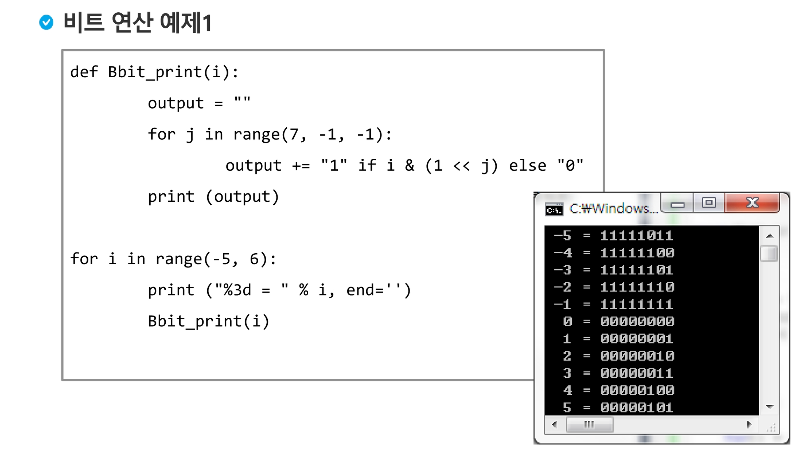 비트 연산 예제1
def Bbit_print(i):
output = ""
for j in range(7, -1, -1):
output += "1" if i & (1 << j) else "0"
print (output)
for i in range(-5, 6):
print ("%3d = " % i, end='')
Bbit_print(i)
C:\ C:₩Windows...
-5 = 11111011
-4 = 11111100
-3 = 11111101
-2 = 11111110
-1 = 11111111
0 = 00000000
1 = 00000001
2 = 00000010
3 = 00000011
4 = 00000100
5 = 00000101